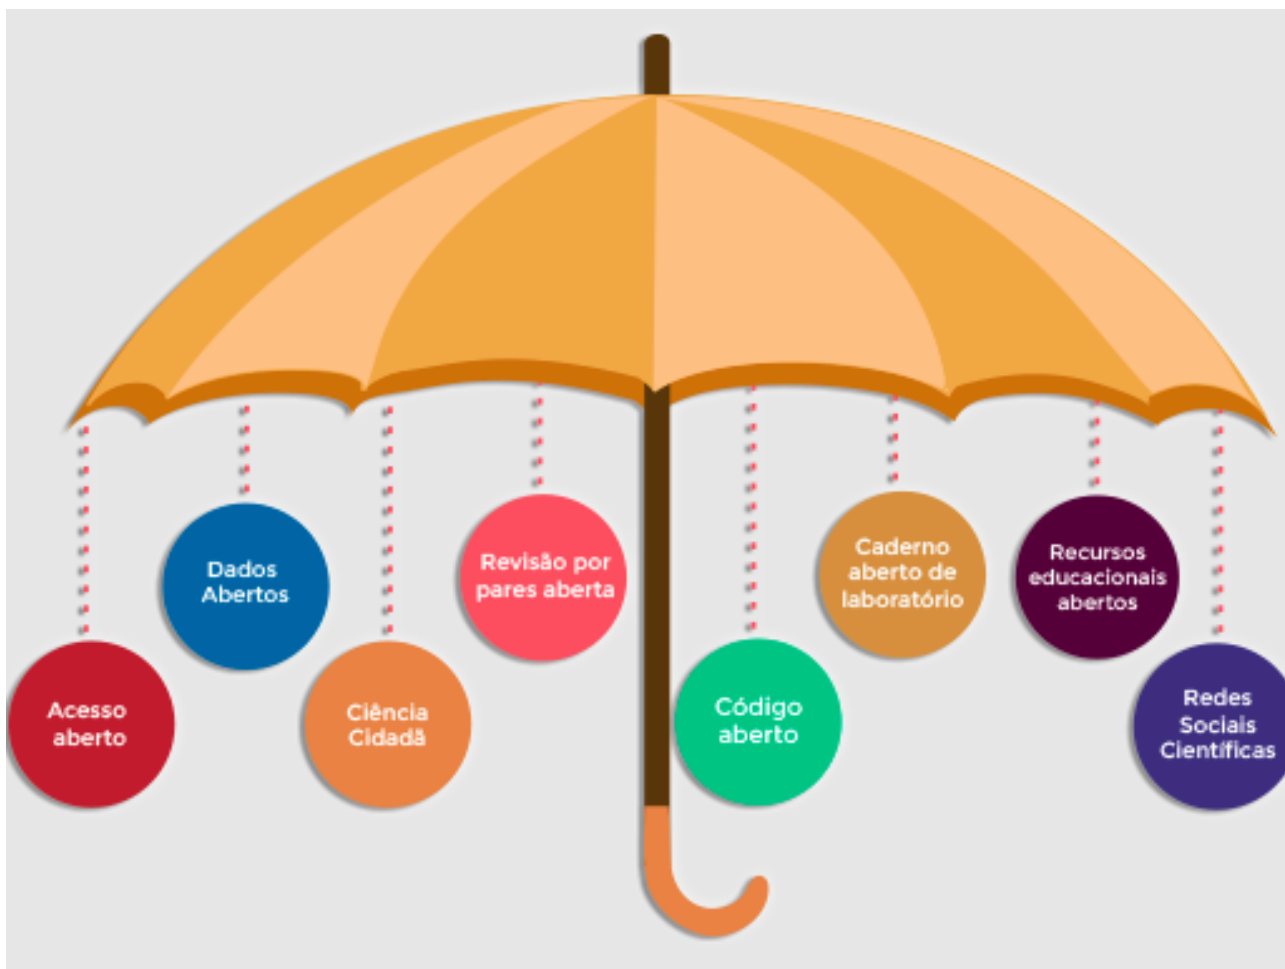 Acesso
aberto
Dados
Abertos
Ciência
Cidadã
Revisão por
pares aberta
Código
aberto
Caderno
aberto de
laboratório
Recursos
educacionais
abertos
Redes
Sociais
Científicas